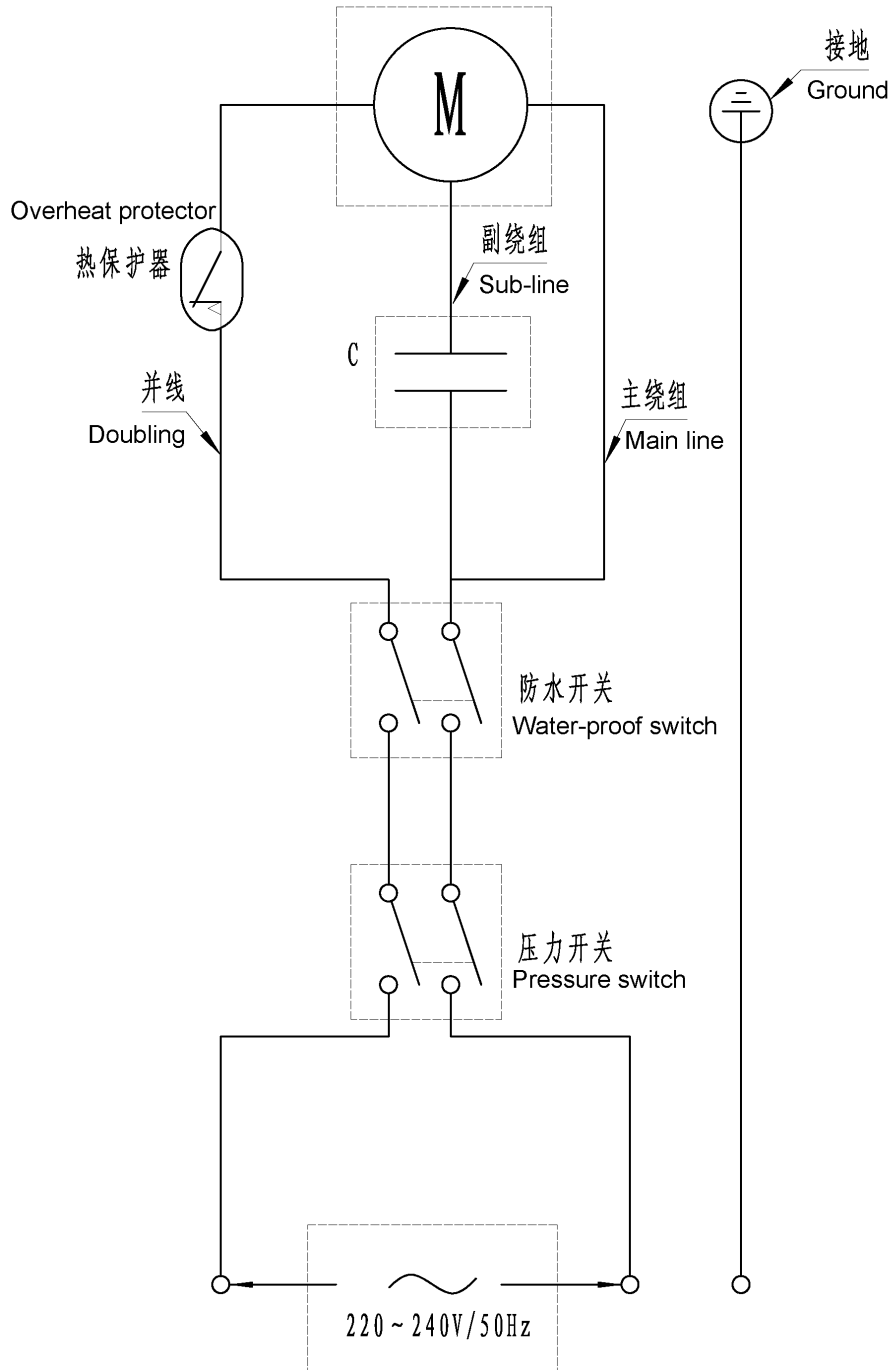 M
接地
Ground
Overheat protector
热保护器
副绕组
Sub-line
C
并线
Doubling
主绕组
Main line
防水开关
Water-proof switch
压力开关
Pressure switch
220~240V/50Hz